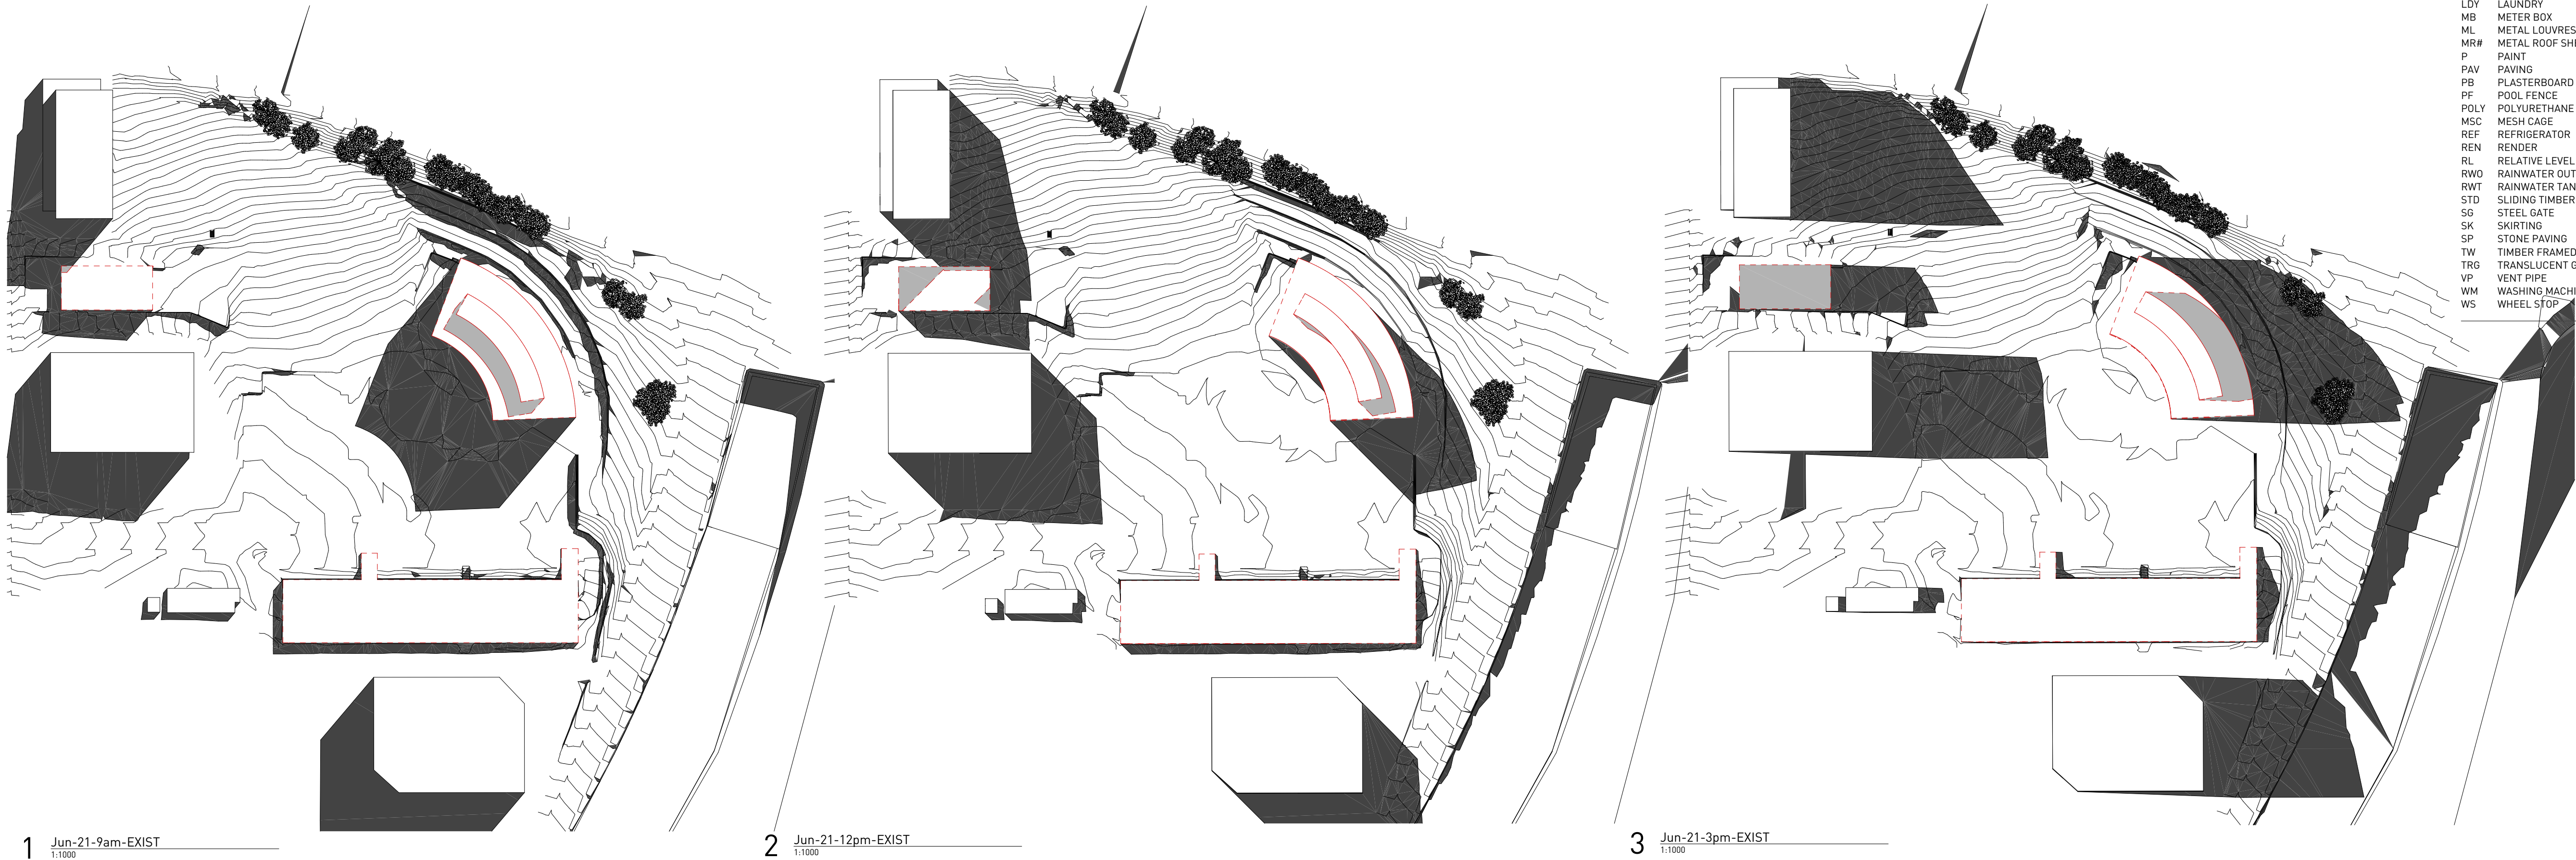 LDY LAUNDRY
MB METER BOX
ML METAL LOUVRES
MR# METAL ROOF SHE
P PAINT
PAV PAVING
PB PLASTERBOARD
PF POOL FENCE
POLY POLYURETHANE
MSC MESH CAGE
REF REFRIGERATOR
REN RENDER
RL RELATIVE LEVEL
RWO RAINWATER OUT
RWT RAINWATER TAN
STD SLIDING TIMBER
SG STEEL GATE
SK SKIRTING
SP STONE PAVING
TW TIMBER FRAMED
TRG TRANSLUCENT G
VP VENT PIPE
WM WASHING MACHI
WS WHEEL STOP
1 Jun-21-9am-EXIST
1:1000
2 Jun-21-12pm-EXIST
1:1000
3 Jun-21-3pm-EXIST
1:1000